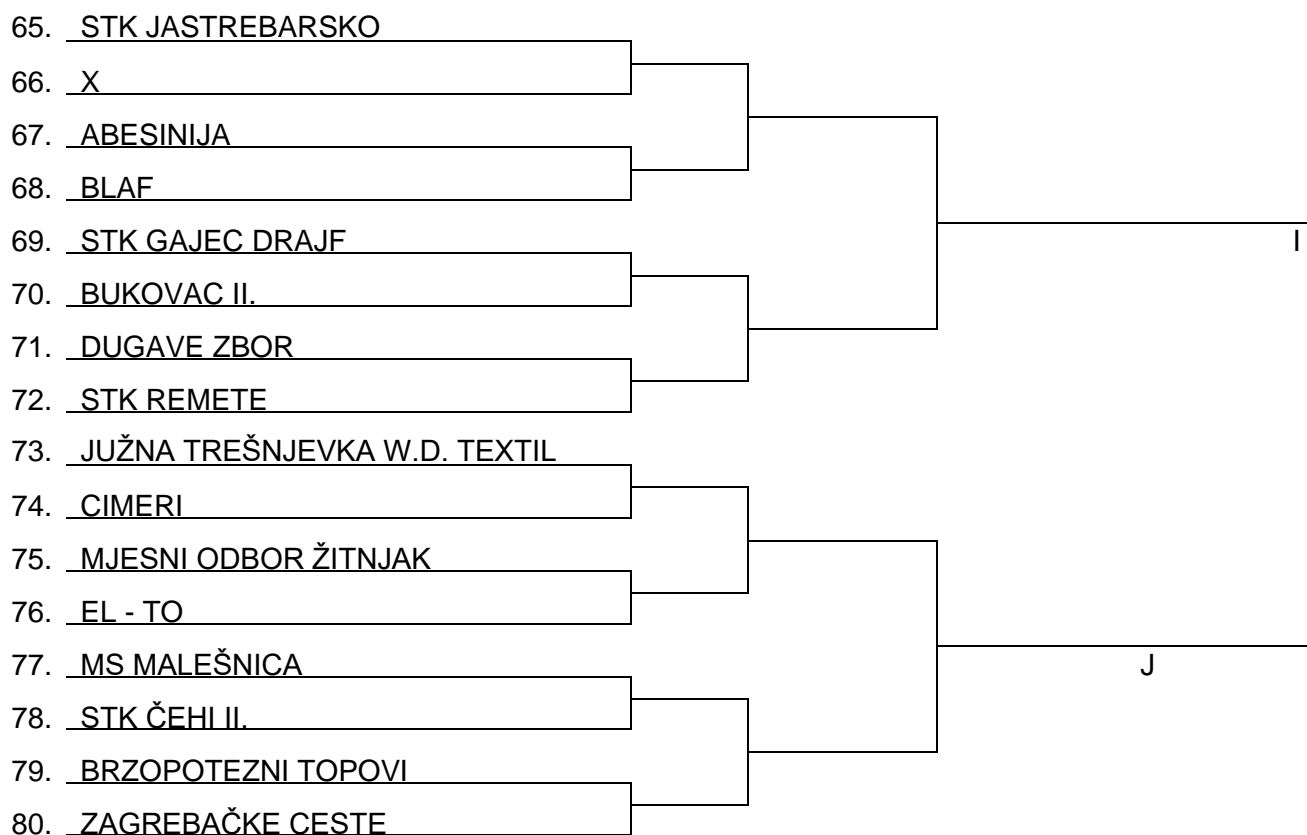 65. STK JASTREBARSKO
66. X
67. ABESINIJA
68. BLAF
69. STK GAJEC DRAJF
I
70. BUKOVAC II.
71. DUGAVE ZBOR
72. STK REMETE
73. JUŽNA TREŠNJEVKA W.D. TEXTIL
74. CIMERI
75. MJESNI ODBOR ŽITNJAK
76. EL - TO
77. MS MALEŠNICA
J
78. STK ČEHI II.
79. BRZOPOTEZNI TOPOVI
80. ZAGREBAČKE CESTE